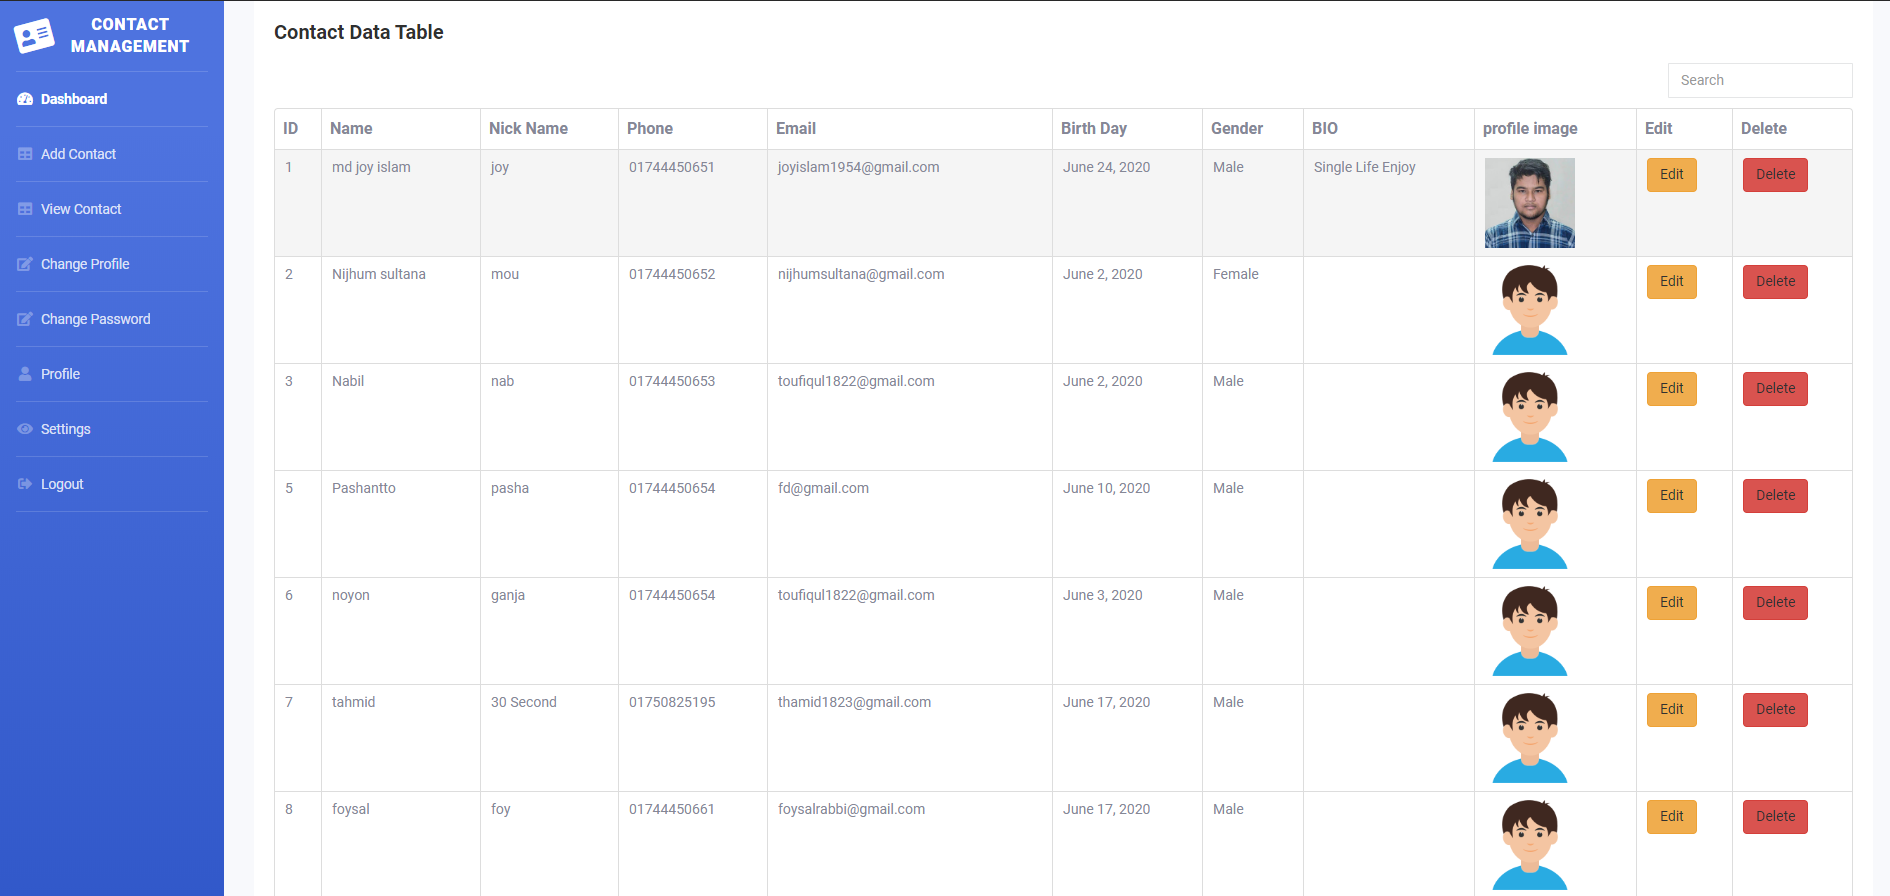 CONTACT
MANAGEMENT
Dashboard
Add Contact
View Contact
Change Profile
Change Password
Profile
Settings
Logout
Contact Data Table
Search
ID Name Nick Name Phone Email Birth Day Gender BIO profile image Edit Delete
1 md joy islam joy 01744450651 joyislam1954@gmail.com June 24, 2020 Male Single Life Enjoy Edit Delete
2 Nijhum sultana mou 01744450652 nijhumsultana@gmail.com June 2, 2020 Female Edit Delete
3 Nabil nab 01744450653 toufiqul1822@gmail.com June 2, 2020 Male Edit Delete
5 Pashantto pasha 01744450654 fd@gmail.com June 10, 2020 Male Edit Delete
6 noyon ganja 01744450654 toufiqul1822@gmail.com June 3, 2020 Male Edit Delete
7 tahmid 30 Second 01750825195 thamid1823@gmail.com June 17, 2020 Male Edit Delete
8 foysal foy 01744450661 foysalrabbi@gmail.com June 17, 2020 Male Edit Delete